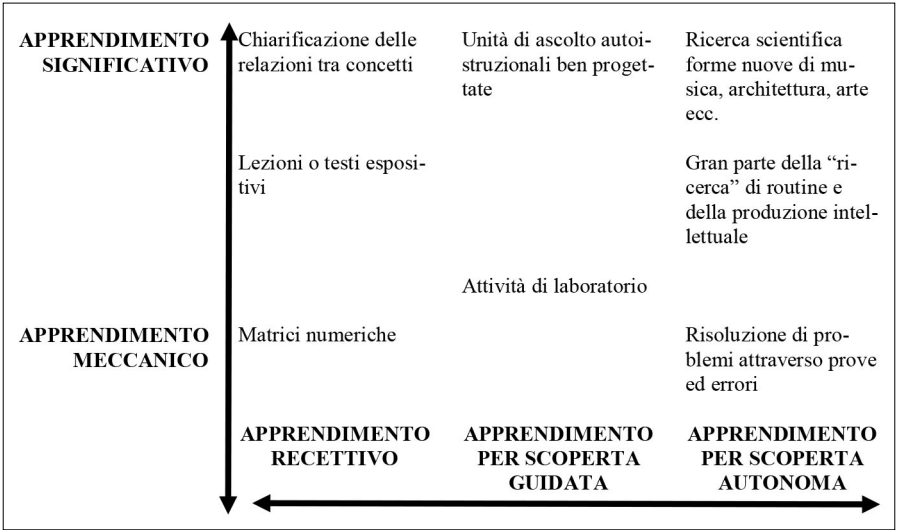 APPRENDIMENTO
SIGNIFICATIVO
Chiarificazione delle
relazioni tra concetti
Unità di ascolto autoi-
struzionali ben proget-
tate
Ricerca scientifica
forme nuove di mu-
sica, architettura, arte
ecc.
Lezioni o testi esposi-
tivi
Gran parte della “ri-
cerca” di routine e
della produzione intel-
lettuale
Attività di laboratorio
APPRENDIMENTO
MECCANICO
Matrici numeriche
Risoluzione di pro-
blemi attraverso prove
ed errori
APPRENDIMENTO
RECETTIVO
APPRENDIMENTO
PER SCOPERTA
GUIDATA
APPRENDIMENTO
PER SCOPERTA
AUTONOMA